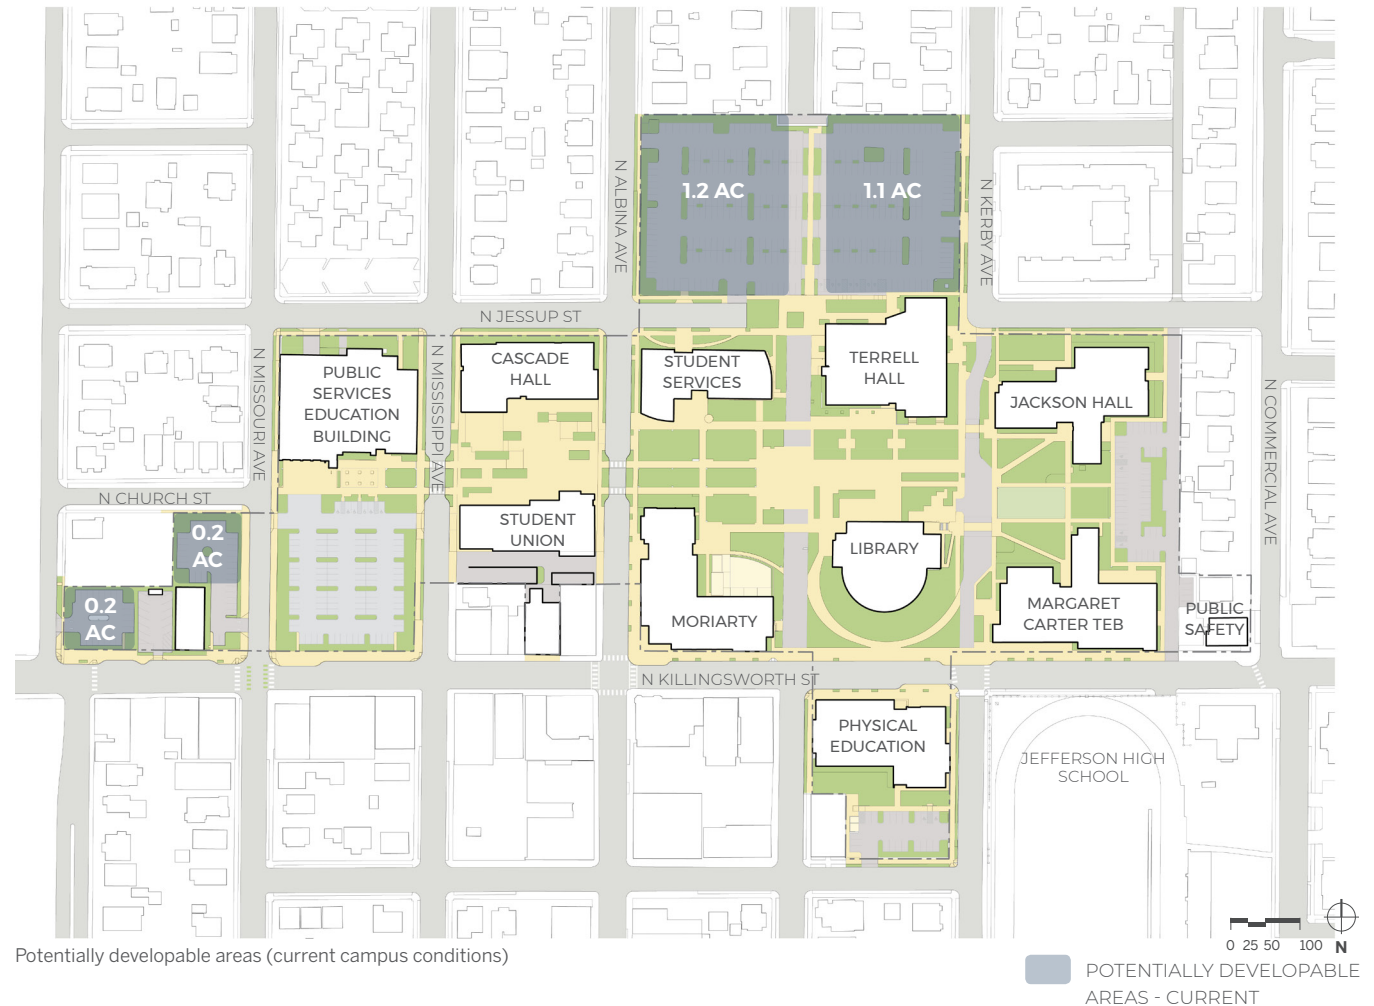 1.2 AC
1.1 AC
N ALBINA AVE
N KERBY AVE
N JESSUP ST
N MISSOURI AVE
N MISSISSIPPI AVE
N COMMERCIAL AVE
PUBLIC
SERVICES
EDUCATION
BUILDING
CASCADE
HALL
STUDENT
SERVICES
TERRELL
HALL
JACKSON HALL
N CHURCH ST
0.2
AC
STUDENT
UNION
LIBRARY
0.2
AC
MORIARTY
MARGARET
CARTER TEB
PUBLIC
SAFETY
N KILLINGSWORTH ST
PHYSICAL
EDUCATION
JEFFERSON HIGH
SCHOOL
0 25 50 100 N
Potentially developable areas (current campus conditions)
POTENTIALLY DEVELOPABLE
AREAS - CURRENT